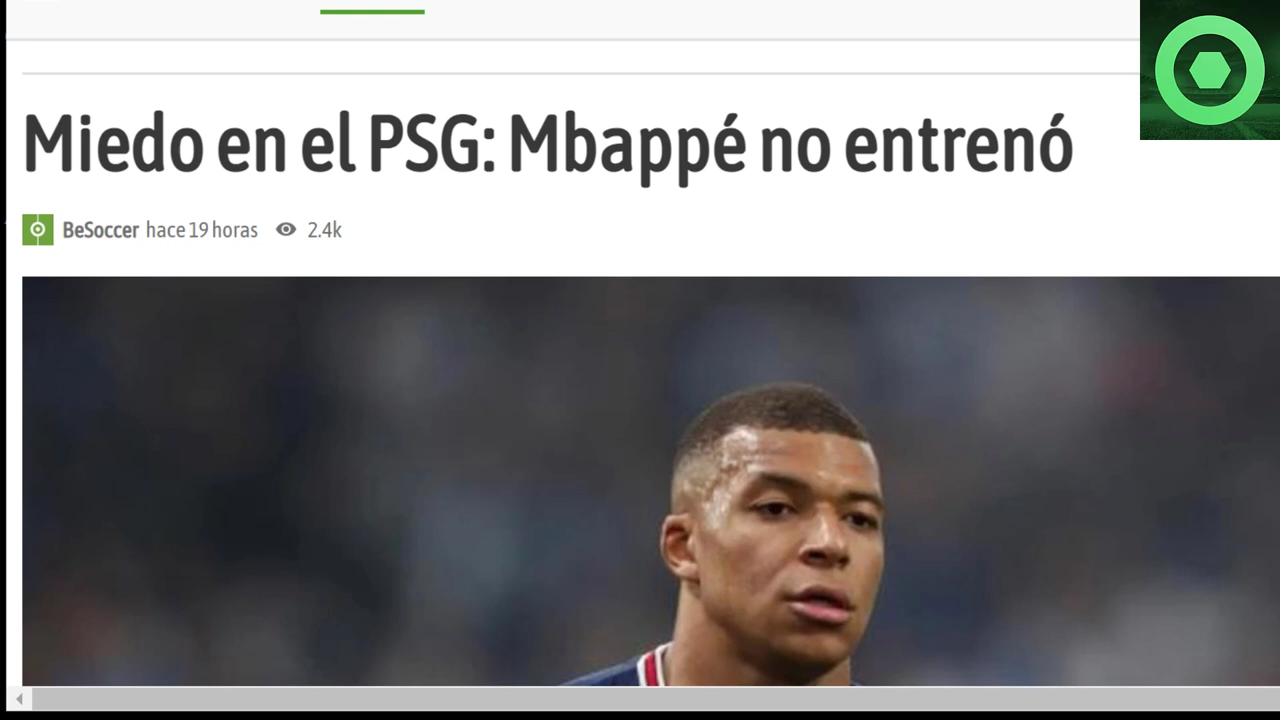 Miedo en el PSG: Mbappé no entrenó
BeSoccer hace 19 horas 2.4k